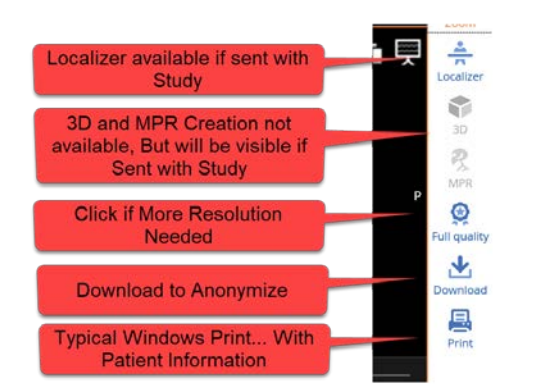 Localizer available if sent with
Study
3D and MPR Creation not
available, But will be visible if
Sent with Study
Click if More Resolution
Needed
Download to Anonymize
Typical Windows Print... With
Patient Information
P
Localizer
3D
MPR
Full quality
Download
Print